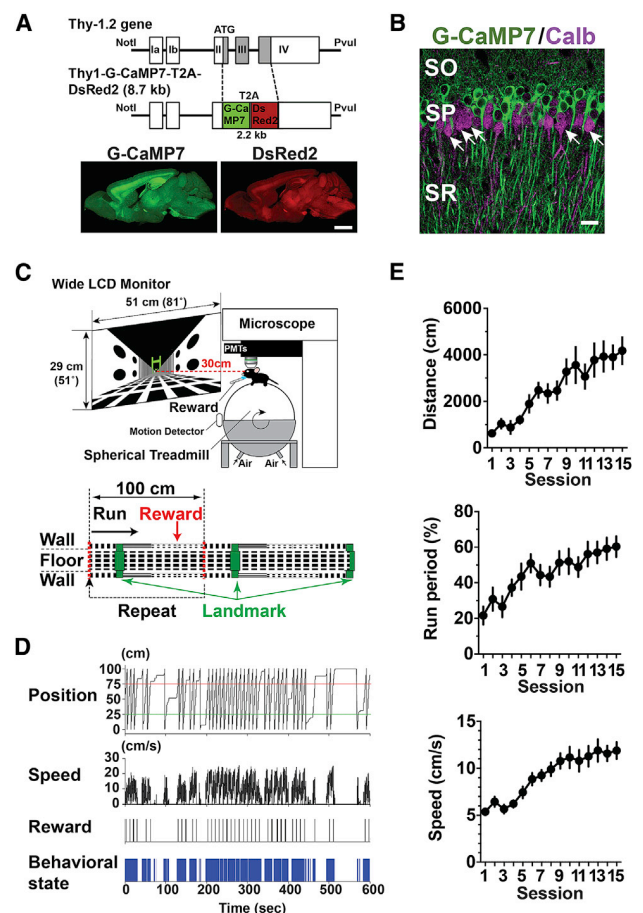 A
Thy-1.2 gene
NotI
Ia
Ib
ATG
II
III
IV
PvuI
Thy1-G-CaMP7-T2A-
DsRed2 (8.7 kb)
T2A
NotI
G-Ca
MP7
Ds
Red2
PvuI
2.2 kb
G-CaMP7
DsRed2
B
G-CaMP7/Calb
SO
SP
SR
C
Wide LCD Monitor
51 cm (81°)
29 cm
(51°)
30cm
Microscope
PMTs
Reward
Motion Detector
Spherical Treadmill
Air
Air
100 cm
Run
Reward
Wall
Floor
Wall
Repeat
Landmark
D
(cm)
Position
100
75
50
25
0
(cm/s)
Speed
30
20
10
0
Reward
Behavioral
state
0 100 200 300 400 500 600
Time (sec)
E
Distance (cm)
6000
4000
2000
0
1 3 5 7 9 11 13 15
Session
Run period (%)
80
60
40
20
0
1 3 5 7 9 11 13 15
Session
Speed (cm/s)
15
10
5
0
1 3 5 7 9 11 13 15
Session